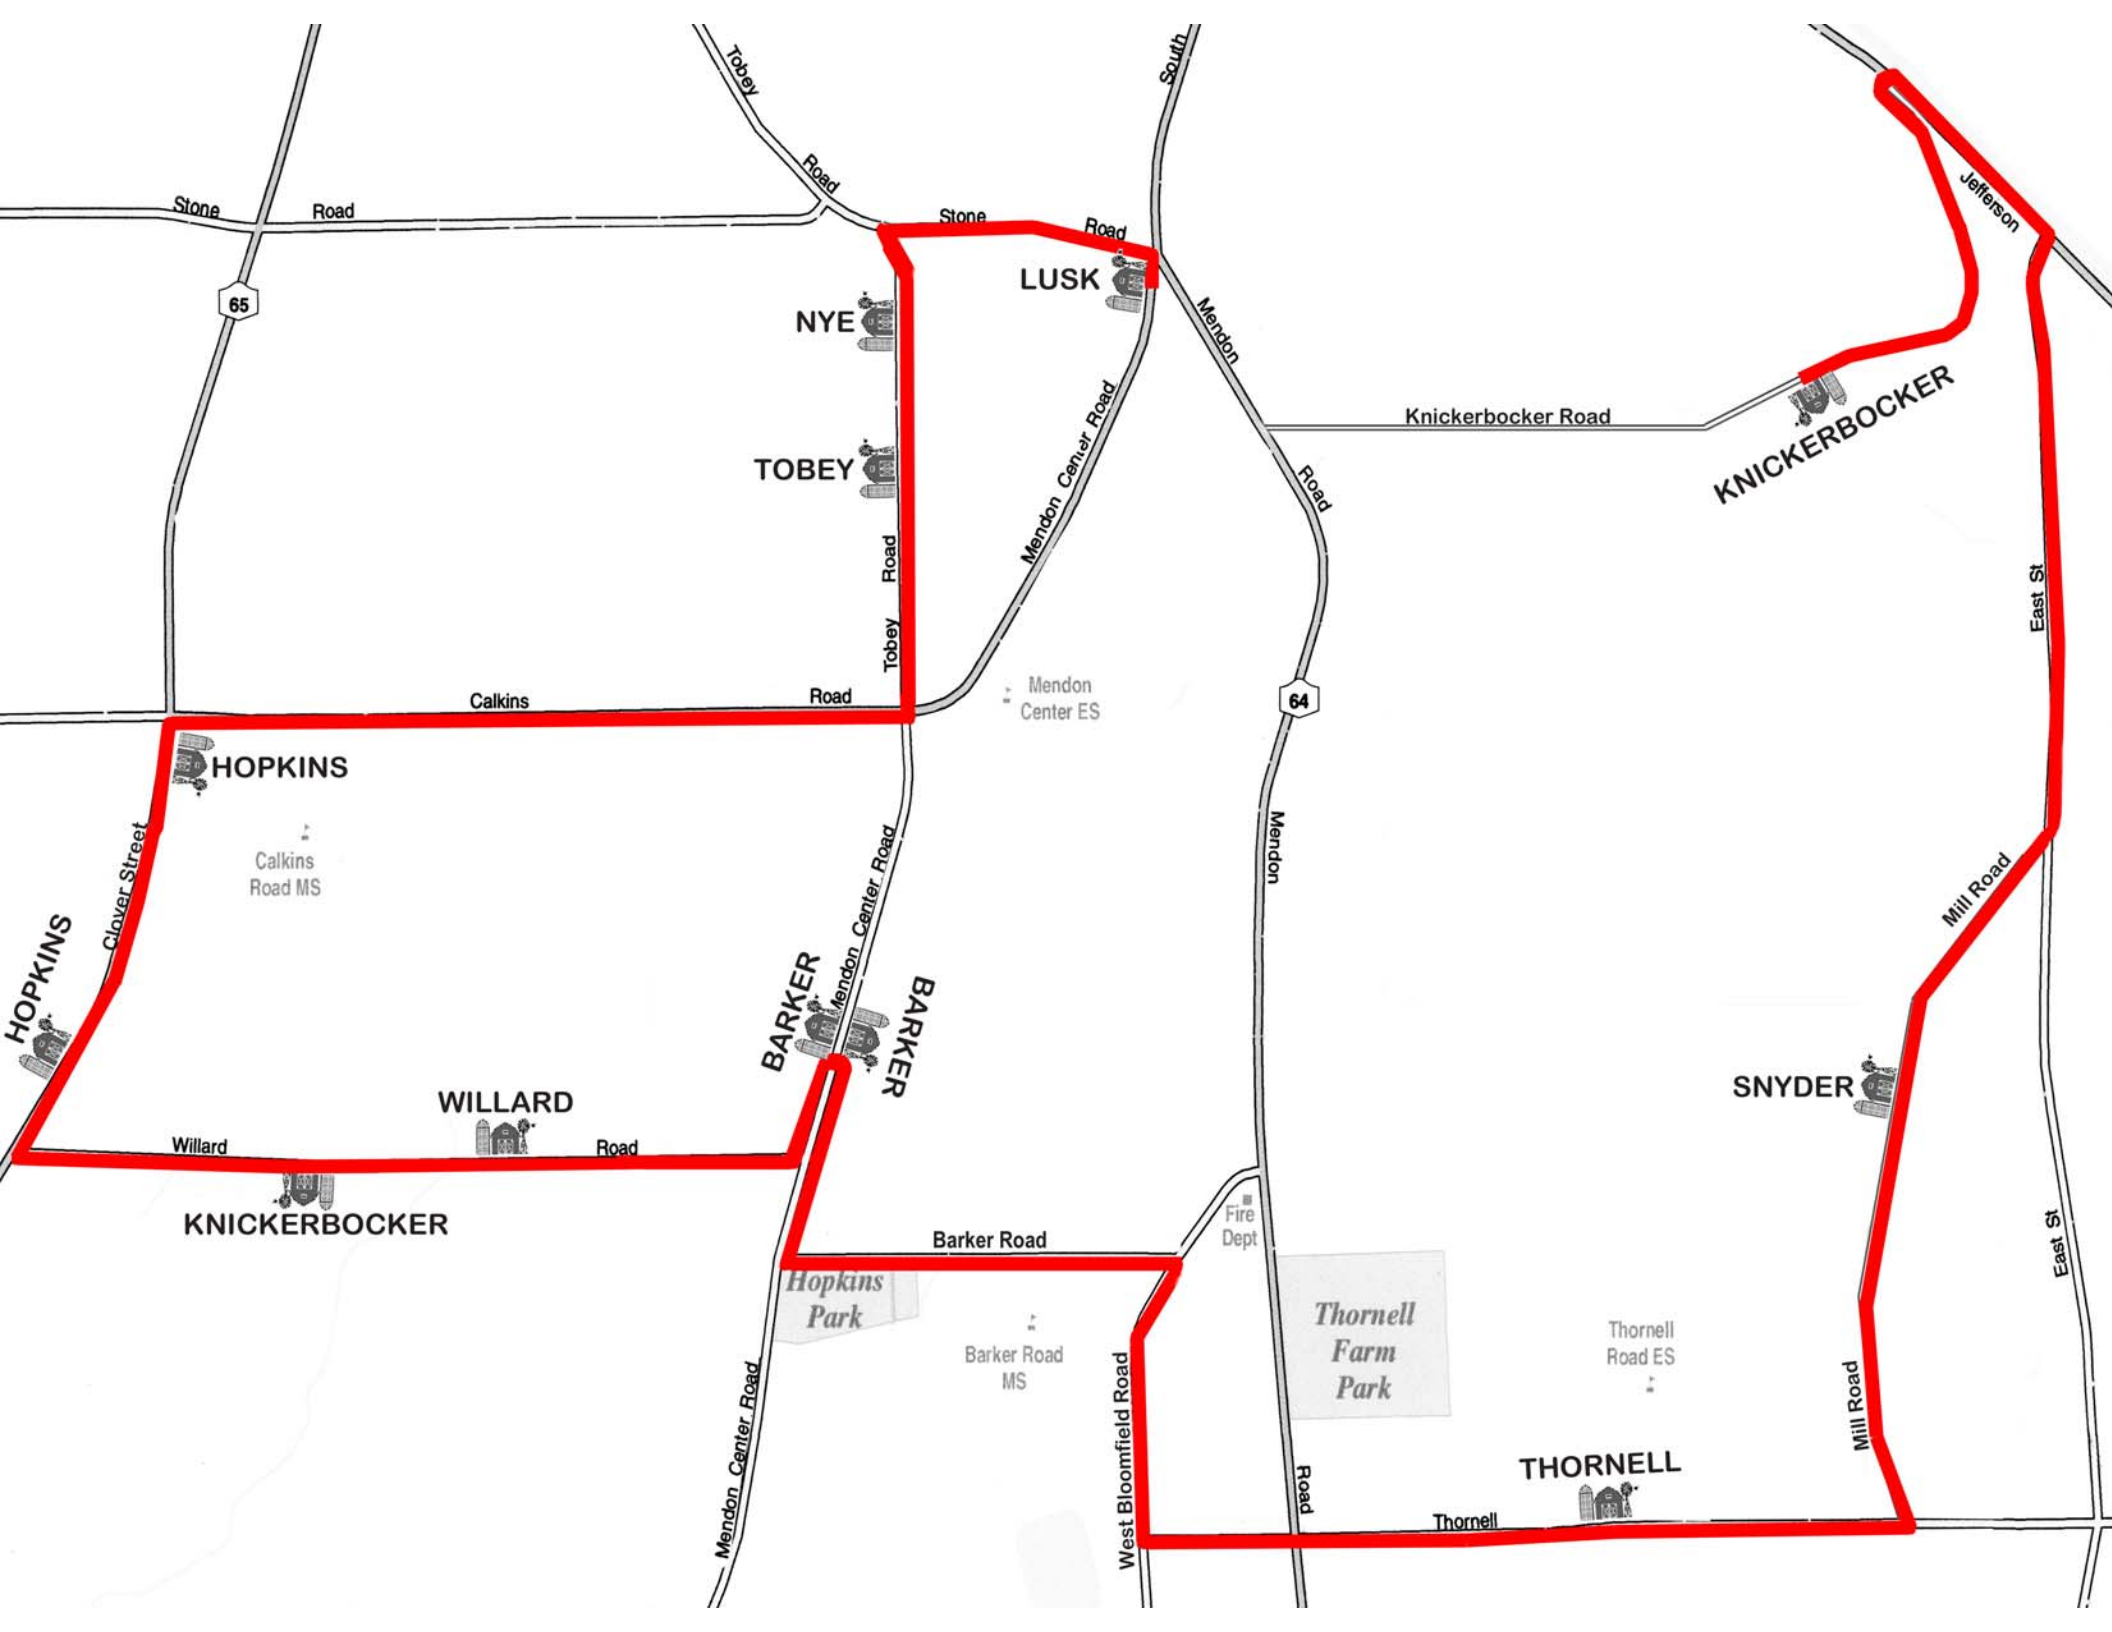 Tobey
Road
South
Stone
Road
Stone
Road
Jefferson
65
LUSK
NYE
Mendon
Road
Knickerbocker Road
KNICKERBOCKER
TOBEY
Mendon Center Road
Road
Tobey
East St
Calkins
Road
Mendon
Center ES
64
HOPKINS
Clover Street
Calkins
Road MS
Mendon Center Road
Mendon
Mill Road
HOPKINS
BARKER
BARKER
SNYDER
WILLARD
Willard
Road
KNICKERBOCKER
Fire
Dept
Barker Road
East St
Hopkins
Park
Thornell
Farm
Park
Barker Road
MS
Thornell
Road ES
Mendon Center Road
West Bloomfield Road
Mill Road
THORNELL
Road
Thornell